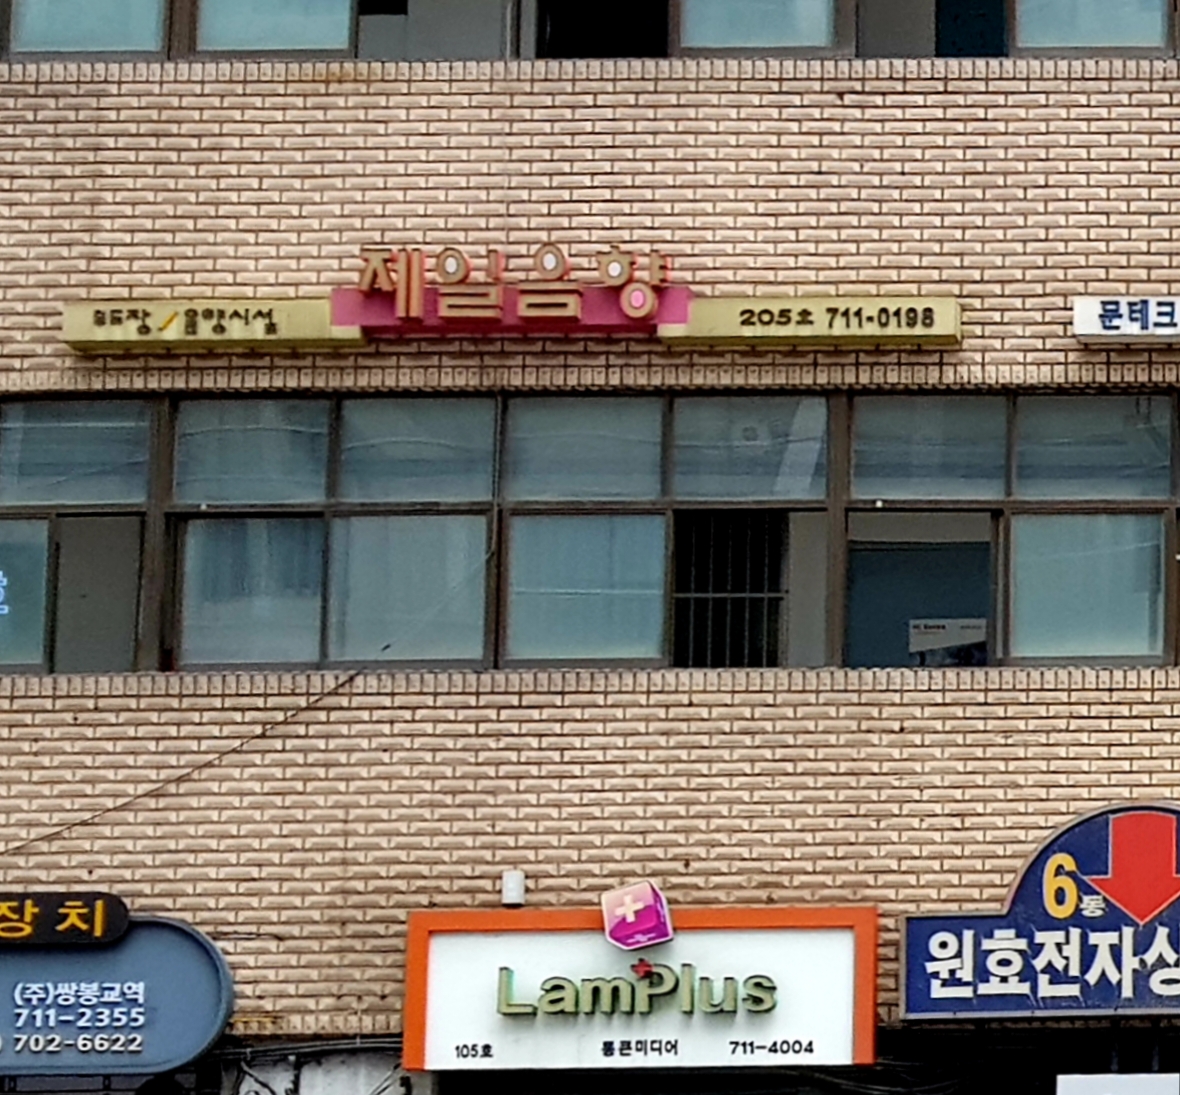 제일음향
장/음향시설
205호 711-0198
문테크
장치
(주)쌍봉교역
711-2355
702-6622
LamPlus
105호 통큰미디어 711-4004
6동
원효전자상